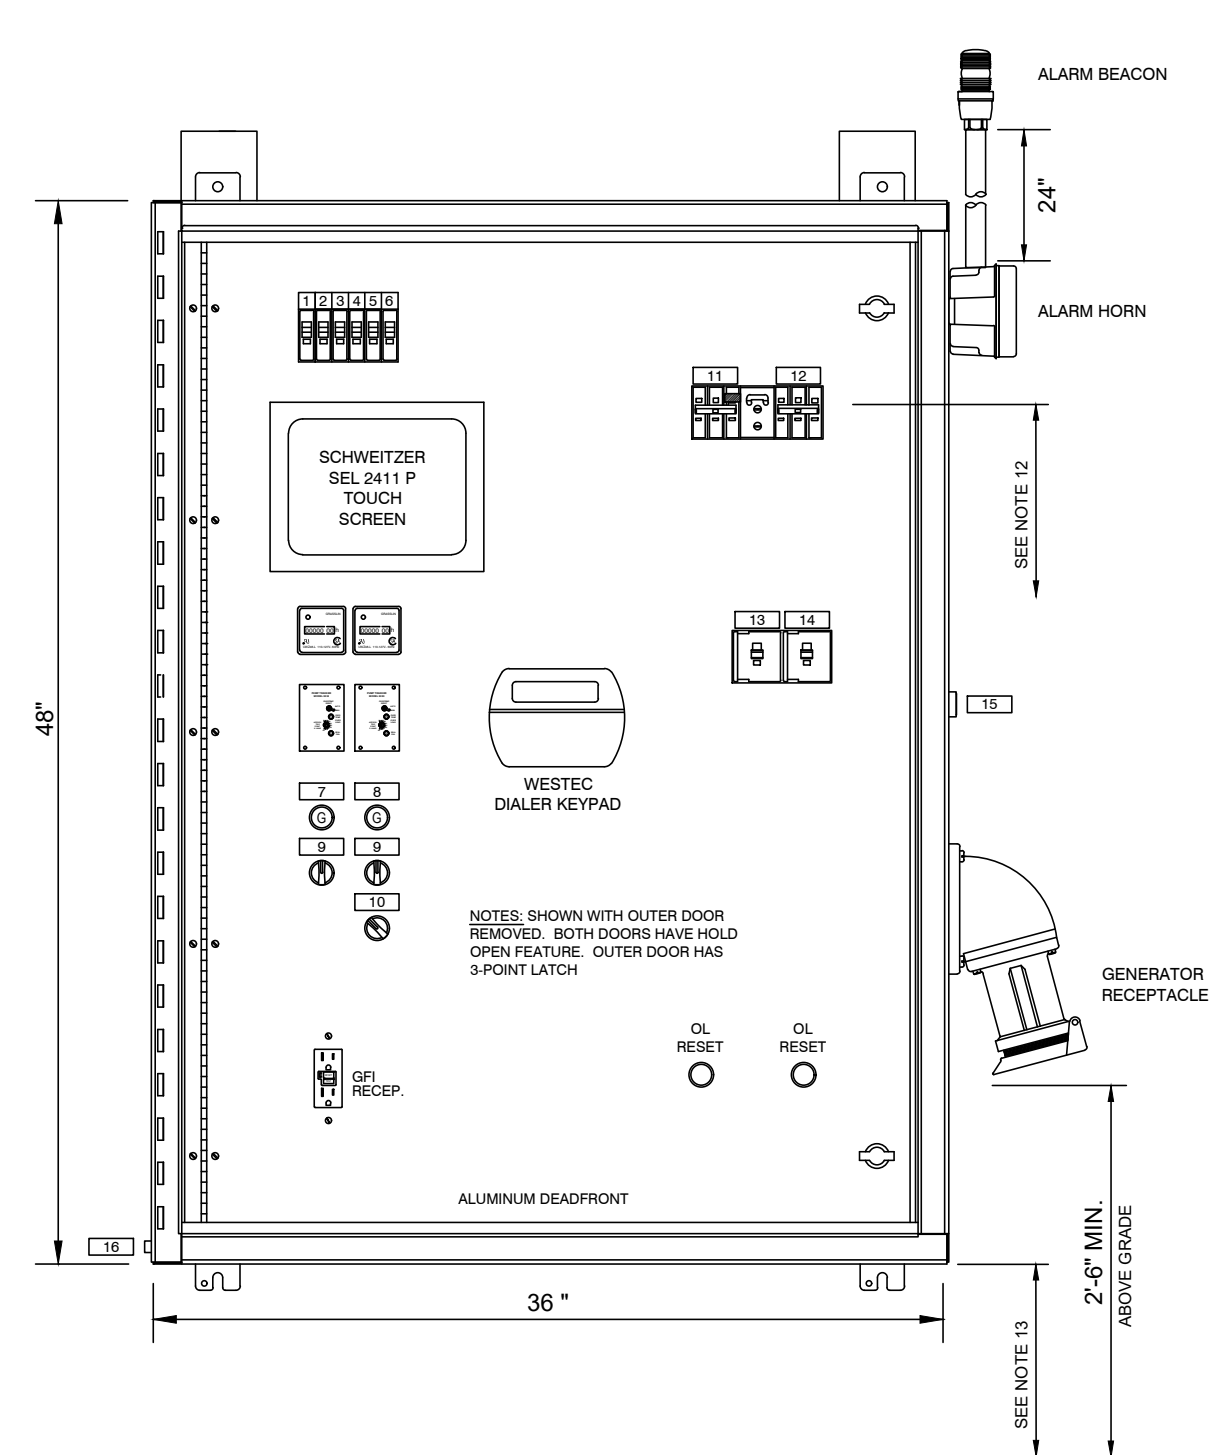 ALARM BEACON
24"
ALARM HORN
1 2 3 4 5 6
11 12
SCHWEITZER
SEL 2411 P
TOUCH
SCREEN
SEE NOTE 12
13 14
15
48"
WESTEC
DIALER KEYPAD
7 8
G G
9 9
10
NOTES: SHOWN WITH OUTER DOOR
REMOVED. BOTH DOORS HAVE HOLD
OPEN FEATURE. OUTER DOOR HAS
3-POINT LATCH
GENERATOR
RECEPTACLE
OL
RESET
OL
RESET
GFI
RECEP.
ALUMINUM DEADFRONT
16
36 "
2'-6" MIN.
ABOVE GRADE
SEE NOTE 13